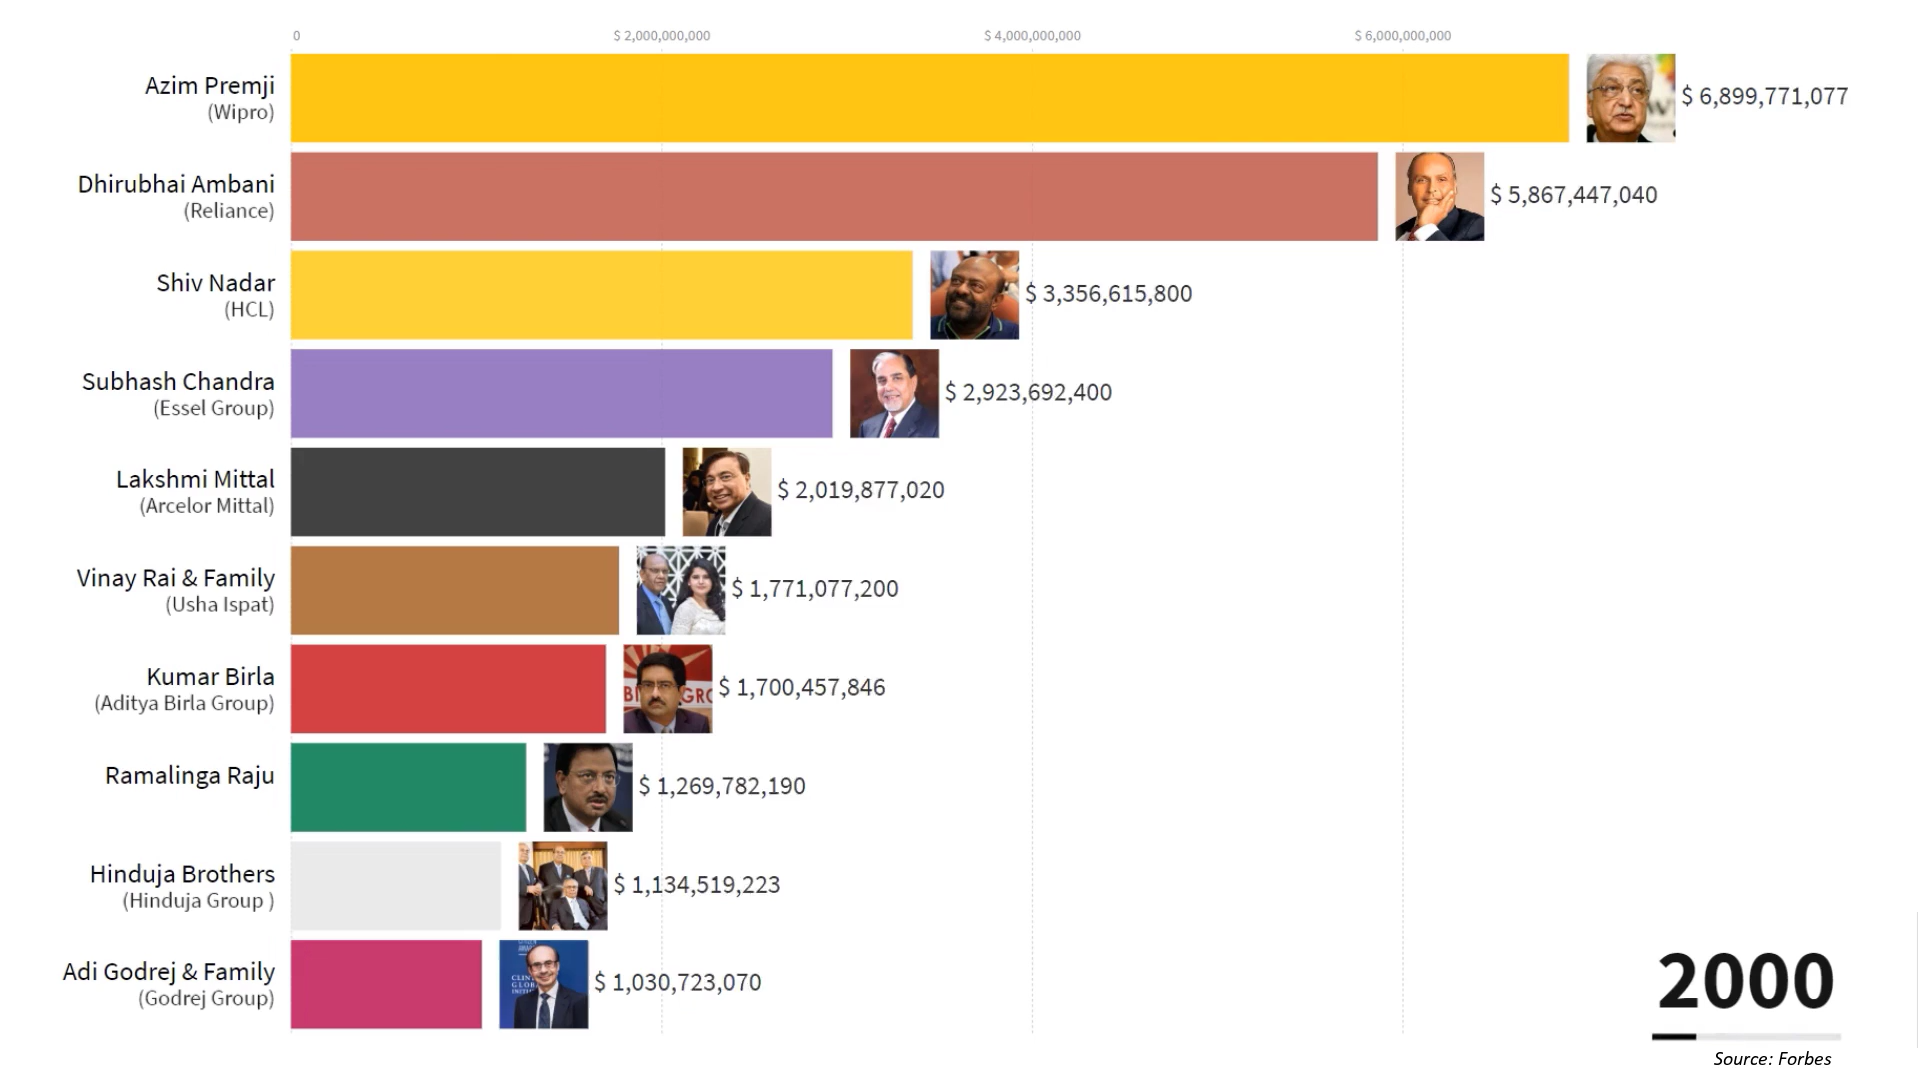 0 $ 2,000,000,000 $ 4,000,000,000 $ 6,000,000,000
Azim Premji
(Wipro)
$ 6,899,771,077
Dhirubhai Ambani
(Reliance)
$ 5,867,447,040
Shiv Nadar
(HCL)
$ 3,356,615,800
Subhash Chandra
(Essel Group)
$ 2,923,692,400
Lakshmi Mittal
(Arcelor Mittal)
$ 2,019,877,020
Vinay Rai & Family
(Usha Ispat)
$ 1,771,077,200
Kumar Birla
(Aditya Birla Group)
$ 1,700,457,846
Ramalinga Raju
$ 1,269,782,190
Hinduja Brothers
(Hinduja Group )
$ 1,134,519,223
Adi Godrej & Family
(Godrej Group)
$ 1,030,723,070
2000
Source: Forbes